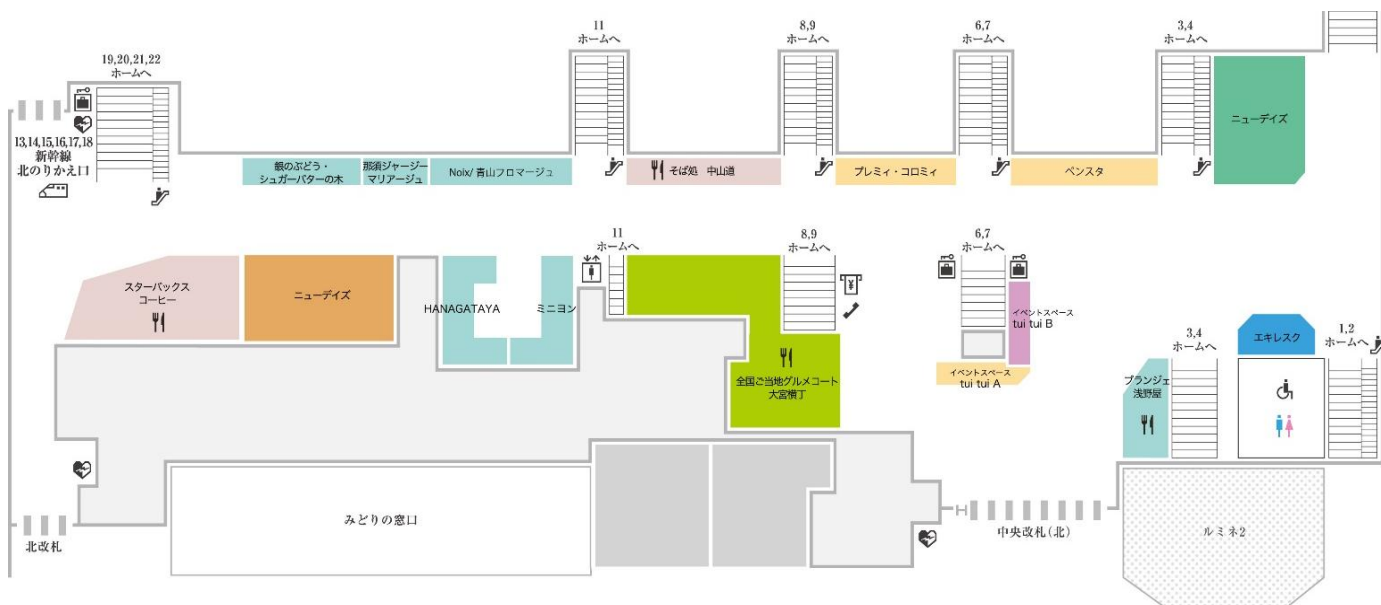 11
ホームへ
8,9
ホームへ
6,7
ホームへ
3,4
ホームへ
19,20,21,22
ホームへ
13,14,15,16,17,18
新幹線
北のりかえ口
銀のぶどう・
シュガーバターの木
那須ジャージー
マリアージュ
Noix/青山フロマージュ
そば処 中山道
プレミィ・コロミィ
ベンスタ
ニューデイズ
11
ホームへ
8,9
ホームへ
6,7
ホームへ
スターバックス
コーヒー
ニューデイズ
HANAGATAYA
ミニヨン
¥
イベントスペース
tui tui B
全国ご当地グルメコート
大宮横丁
イベントスペース
tui tui A
3,4
ホームへ
エキレスク
1,2
ホームへ
ブランジェ
浅野屋
みどりの窓口
北改札
中央改札(北)
ルミネ2